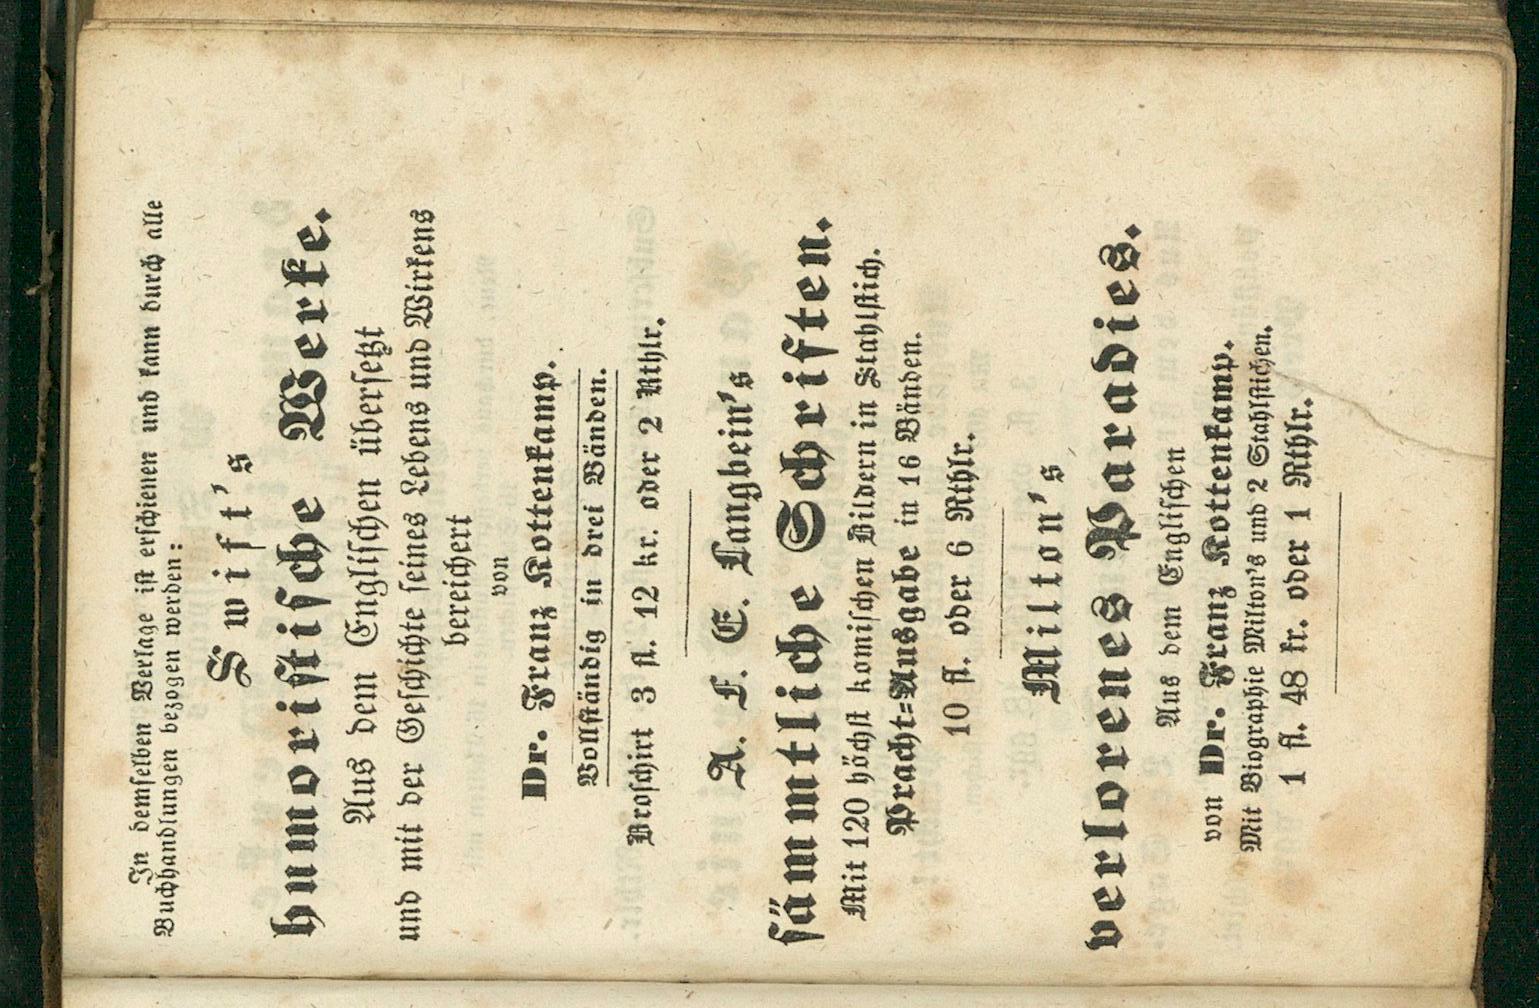 In demselben Verlage ist erschienen und kann durch alle
Buchhandlungen bezogen werden:
Swift's
humoristische Werke.
Aus dem Englischen übersetzt
und mit der Geschichte seines Lebens und Wirkens
bereichert
von
Dr. Franz Kottenkamp.
Vollständig in drei Bänden.
Broschirt 3 fl. 12 kr. oder 2 Rthlr.
A. F. E. Langbein's
sämmtliche Schriften.
Mit 120 höchst komischen Bildern in Stahlstich.
Pracht=Ausgabe in 16 Bänden.
10 fl. oder 6 Rthlr.
Milton's
verlorenes Paradies.
Aus dem Englischen
von Dr. Franz Kottenkamp.
Mit Biographie Milton's und 2 Stahlstichen.
1 fl. 48 kr. oder 1 Rthlr.